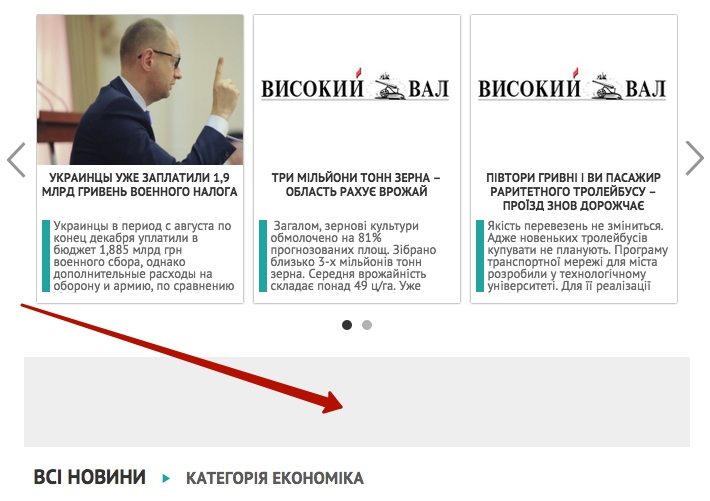 ВИСОКИЙ ВАЛ
ВИСОКИЙ ВАЛ
УКРАИНЦЫ УЖЕ ЗАПЛАТИЛИ 1,9
МЛРД ГРИВЕНЬ ВОЕННОГО НАЛОГА
Украинцы в период с августа по
конец декабря уплатили в
бюджет 1,885 млрд грн
военного сбора, однако
дополнительные расходы на
оборону и армию, по сравнению
ТРИ МІЛЬЙОНИ ТОНН ЗЕРНА –
ОБЛАСТЬ РАХУЄ ВРОЖАЙ
Загалом, зернові культури
обмолочено на 81%
прогнозованих площ. Зібрано
близько 3-х мільйонів тонн
зерна. Середня врожайність
складає понад 49 ц/га. Уже
ПІВТОРИ ГРИВНІ І ВИ ПАСАЖИР
РАРИТЕТНОГО ТРОЛЕЙБУСУ –
ПРОЇЗД ЗНОВ ДОРОЖЧАЄ
Якість перевезень не зміниться.
Адже новеньких тролейбусів
купувати не планують. Програму
транспортної мережі для міста
розробили у технологічному
університеті. Для її реалізації
ВСІ НОВИНИ
КАТЕГОРІЯ ЕКОНОМІКА